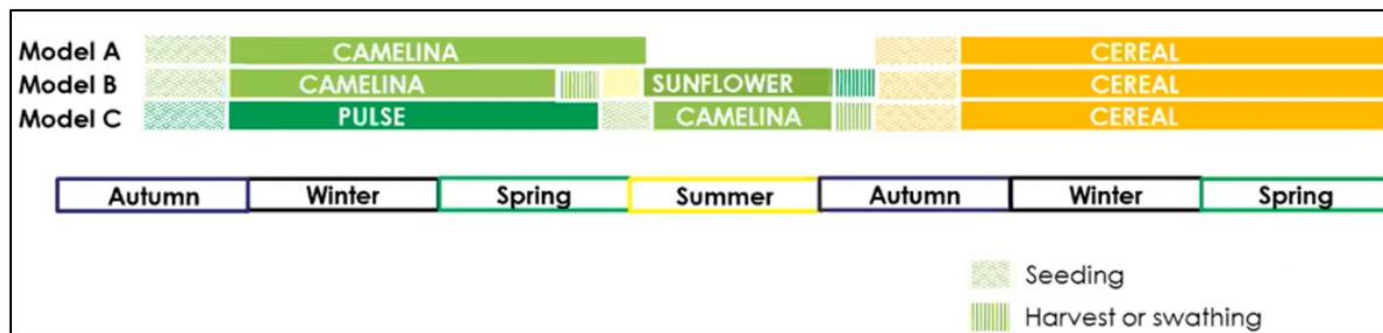 Model A CAMELINA CEREAL
Model B CAMELINA SUNFLOWER CEREAL
Model C PULSE CAMELINA CEREAL
Autumn Winter Spring Summer Autumn Winter Spring
Seeding
Harvest or swathing